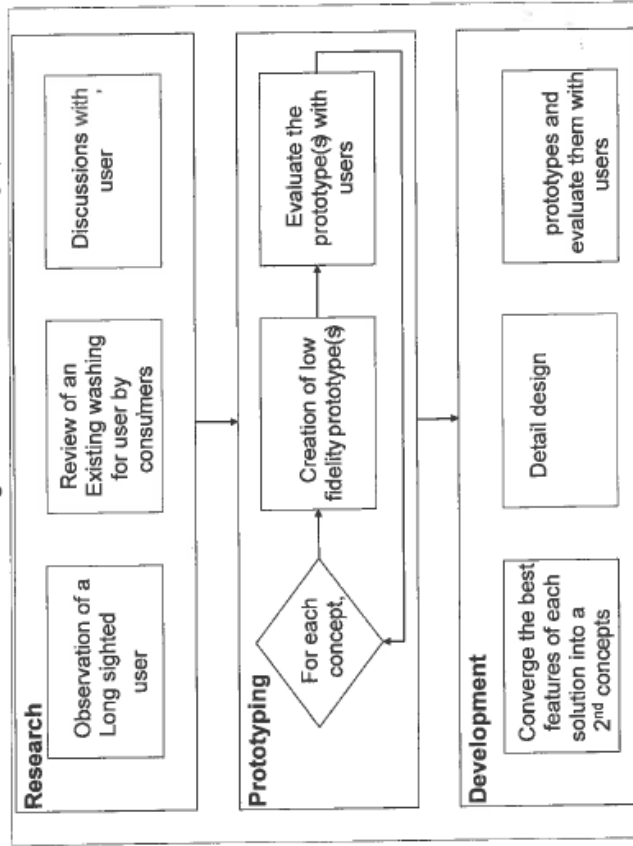 Research
Observation of a
Long sighted
user
Review of an
Existing washing
for user by
consumers
Discussions with,
user
Prototyping
For each
concept,
Creation of low
fidelity prototype(s)
Evaluate the
prototype(s) with
users
Development
Converge the best
features of each
solution into a
2nd concepts
Detail design
prototypes and
evaluate them with
users